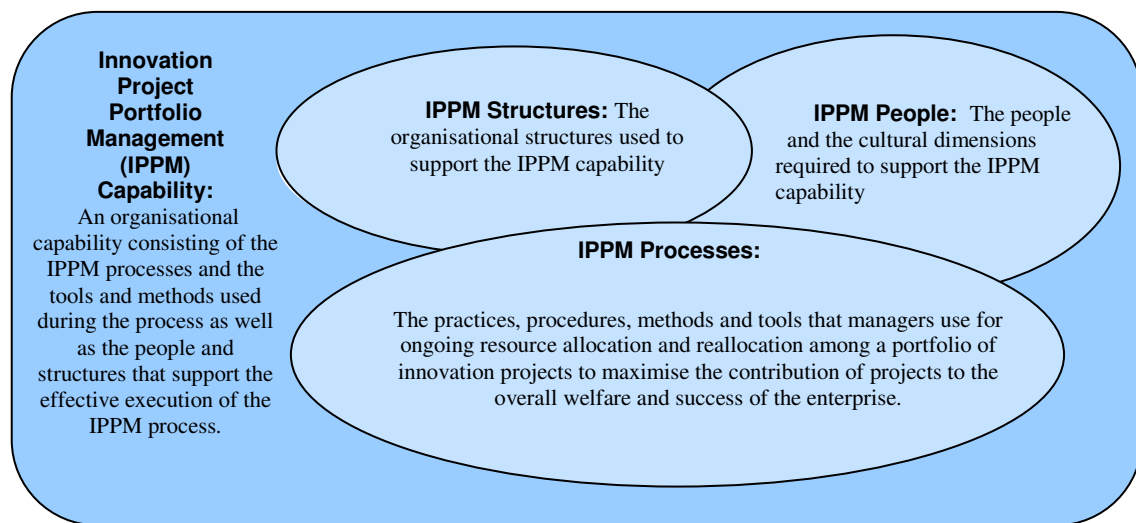 Innovation
Project
Portfolio
Management
(IPPM)
Capability:
An organisational
capability consisting of the
IPPM processes and the
tools and methods used
during the process as well
as the people and
structures that support the
effective execution of the
IPPM process.
IPPM Structures: The
organisational structures used to
support the IPPM capability
IPPM People: The people
and the cultural dimensions
required to support the IPPM
capability
IPPM Processes:
The practices, procedures, methods and tools that managers use for
ongoing resource allocation and reallocation among a portfolio of
innovation projects to maximise the contribution of projects to the
overall welfare and success of the enterprise.